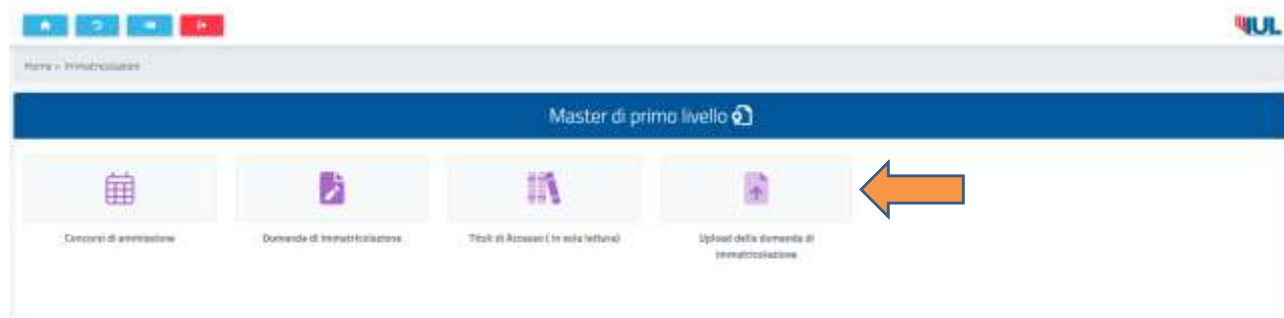 IUL
Home > Immatricolazioni
Master di primo livello
Concorsi di ammissione
Domanda di Immatricolazione
Titoli di Accesso ( in sola lettura)
Upload della domanda di
immatricolazione